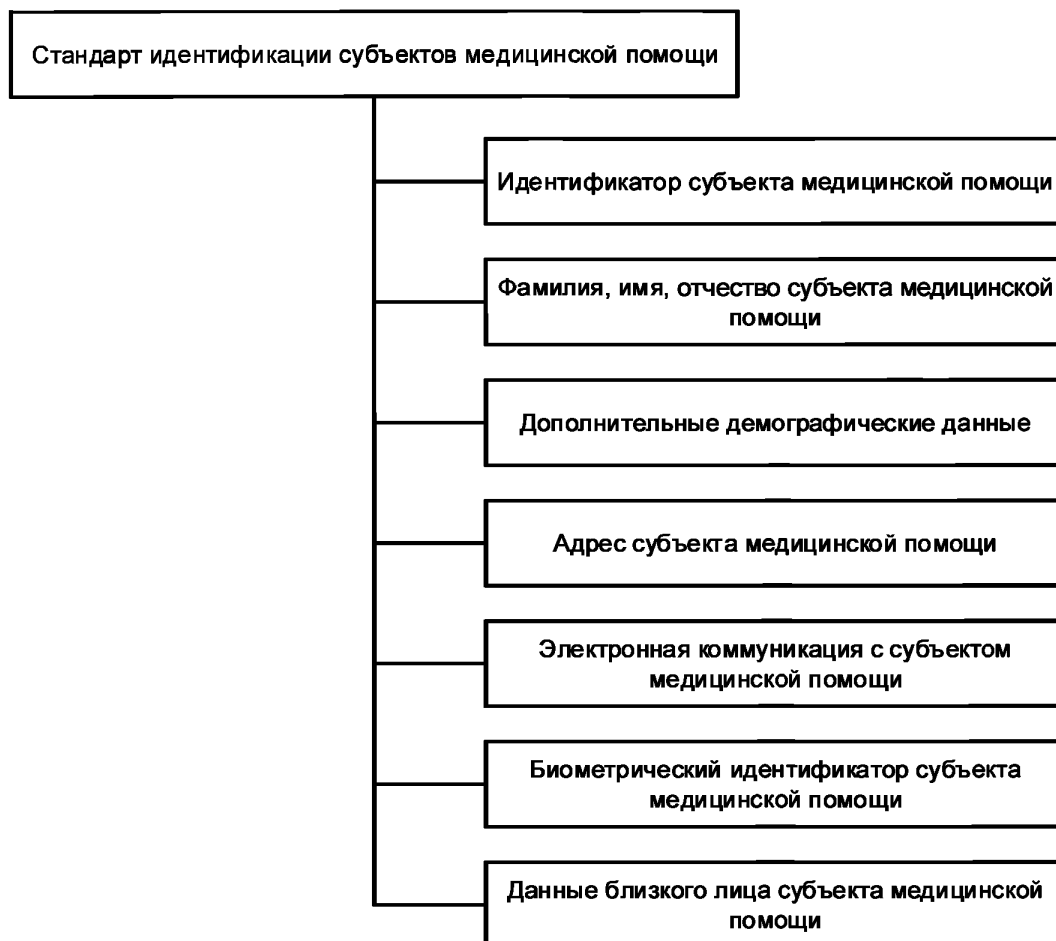 Стандарт идентификации субъектов медицинской помощи
Идентификатор субъекта медицинской помощи
Фамилия, имя, отчество субъекта медицинской
помощи
Дополнительные демографические данные
Адрес субъекта медицинской помощи
Электронная коммуникация с субъектом
медицинской помощи
Биометрический идентификатор субъекта
медицинской помощи
Данные близкого лица субъекта медицинской
помощи